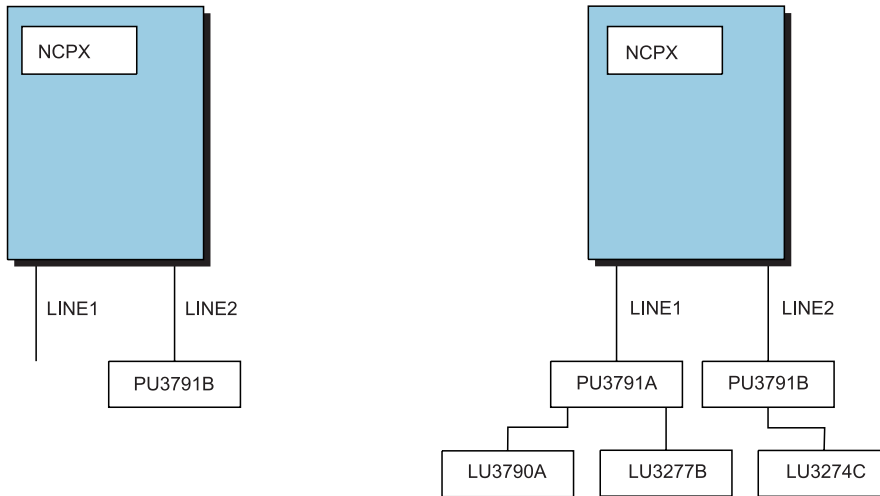 NCPX
LINE1
LINE2
PU3791B
NCPX
LINE1
LINE2
PU3791A
PU3791B
LU3790A
LU3277B
LU3274C